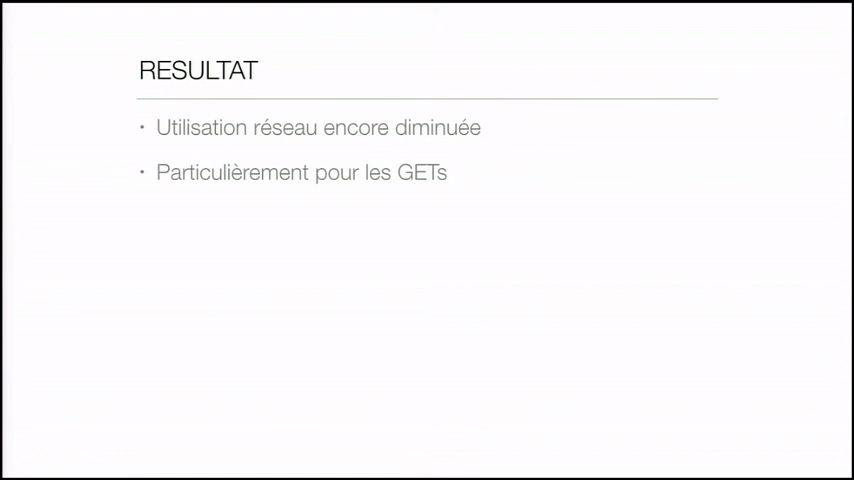 RESULTAT
• Utilisation réseau encore diminuée
• Particulièrement pour les GETs